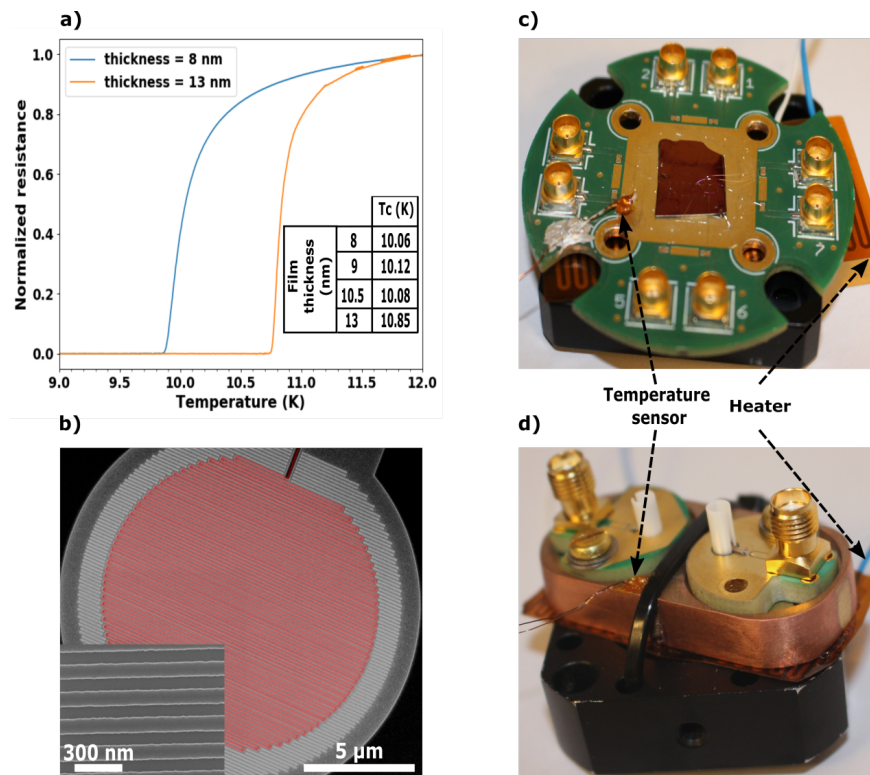 a)
thickness = 8 nm
thickness = 13 nm
Normalized resistance
1.0
0.8
0.6
0.4
0.2
0.0
9.0 9.5 10.0 10.5 11.0 11.5 12.0
Temperature (K)
Film thickness (nm)
Tc (K)
8 10.06
9 10.12
10.5 10.08
13 10.85
b)
300 nm
5 µm
c)
2 1
7
5 6
Temperature sensor
Heater
d)